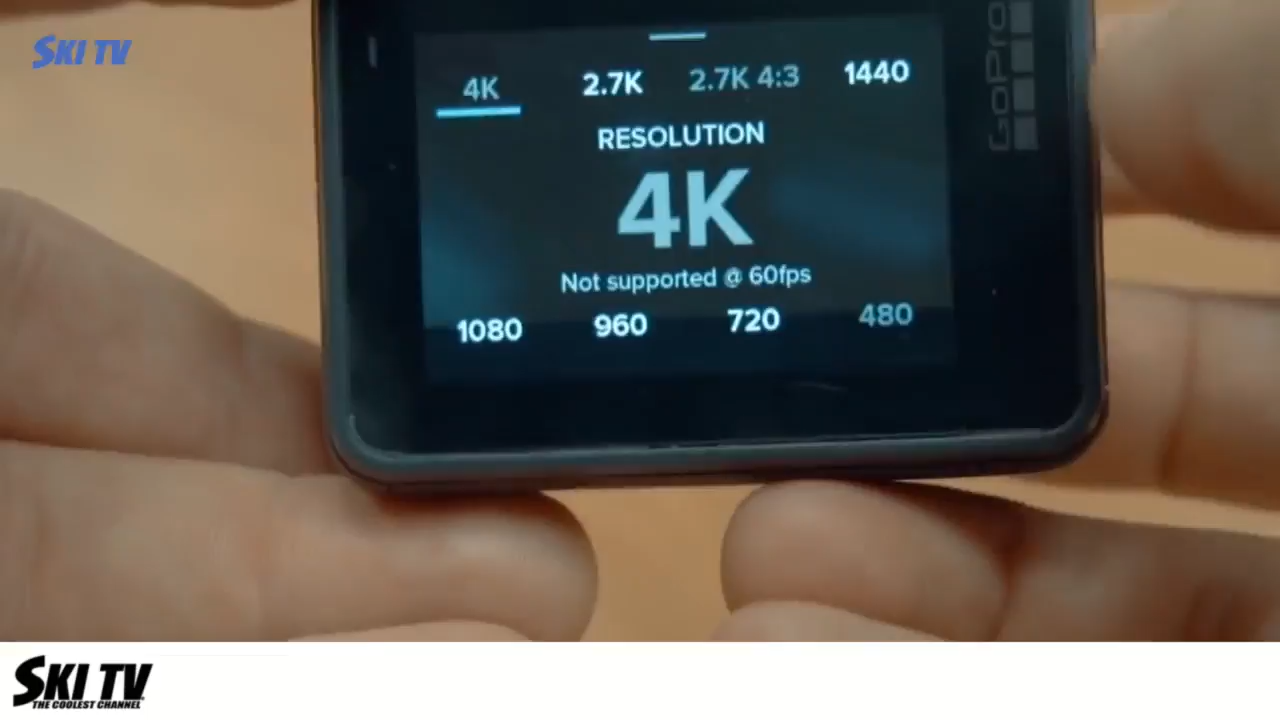 SKI TV
4K 2.7K 2.7K 4:3 1440
RESOLUTION
4K
Not supported @ 60fps
1080 960 720 480
GoPro
SKI TV
THE COOLEST CHANNEL